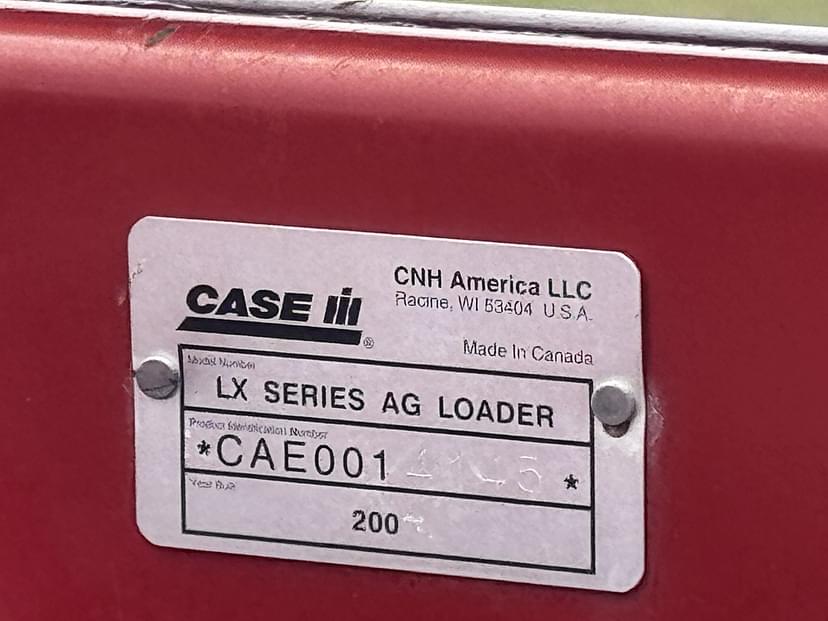 CASE IH ®
CNH America LLC
Racine, WI 53404 U.S.A.
Made In Canada
Model Number
LX SERIES AG LOADER
Product Identification Number
*CAE001 *
Year Built
200